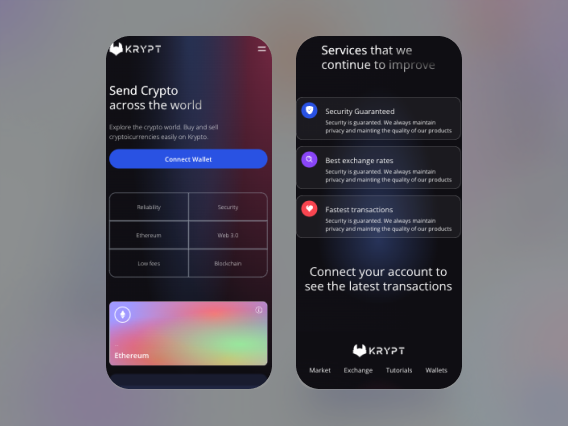 KRYPT
Send Crypto
across the world
Explore the crypto world. Buy and sell
cryptocurrencies easily on Krypto.
Connect Wallet
Reliability
Security
Ethereum
Web 3.0
Low fees
Blockchain
Ethereum
Services that we
continue to improve
Security Guaranteed
Security is guranted. We always maintain
privacy and mainting the quality of our products
Best exchange rates
Security is guranted. We always maintain
privacy and mainting the quality of our products
Fastest transactions
Security is guranted. We always maintain
privacy and mainting the quality of our products
Connect your account to
see the latest transactions
KRYPT
Market Exchange Tutorials Wallets